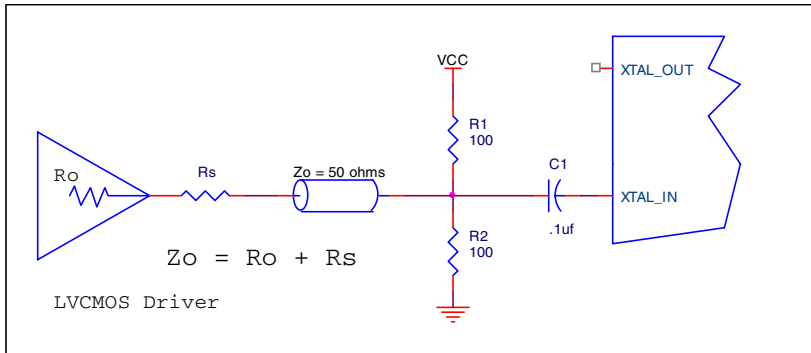 VCC
XTAL_OUT
R1
100
Ro
Rs
Zo = 50 ohms
C1
.1uf
XTAL_IN
R2
100
Zo = Ro + Rs
LVCMOS Driver